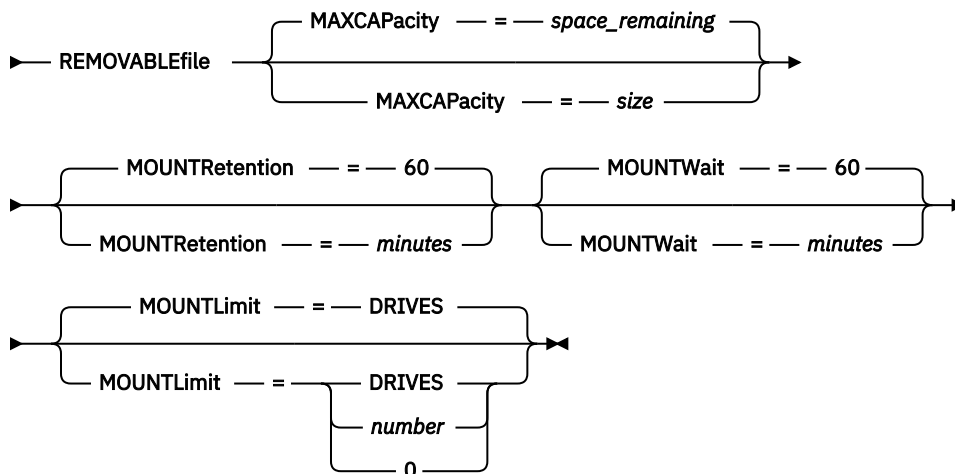 MAXCAPacity = space_remaining
REMOVABLEfile
MAXCAPacity = size
MOUNTRetention = 60 MOUNTWait = 60
MOUNTRetention = minutes MOUNTWait = minutes
MOUNTLimit = DRIVES
MOUNTLimit = DRIVES
number
0